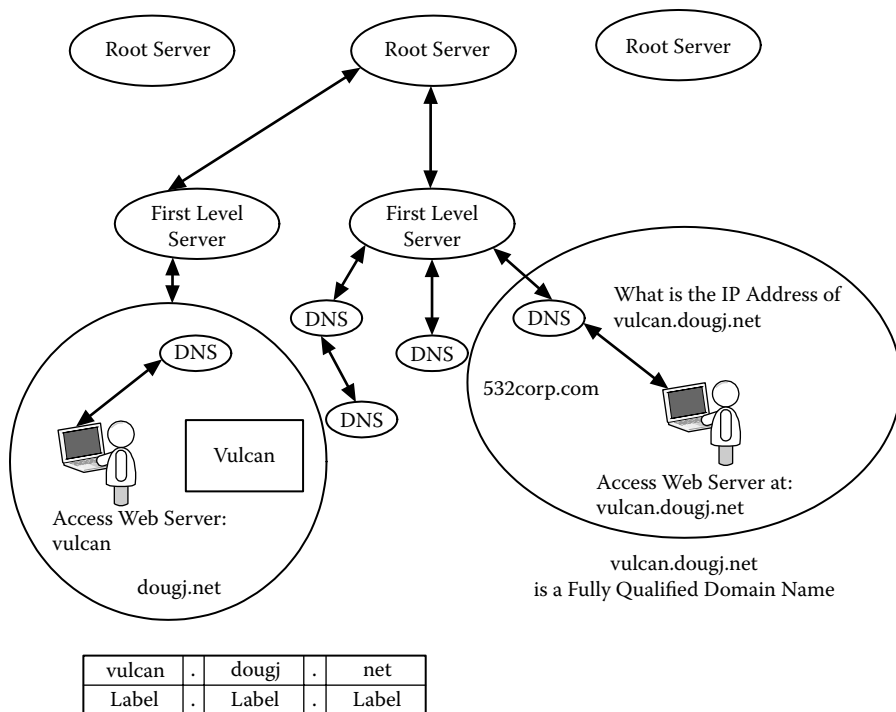 Root Server
Root Server
Root Server
First Level
Server
First Level
Server
DNS
DNS
DNS
DNS
DNS
What is the IP Address of
vulcan.dougj.net
532corp.com
Vulcan
Access Web Server:
vulcan
dougj.net
Access Web Server at:
vulcan.dougj.net
vulcan.dougj.net
is a Fully Qualified Domain Name
vulcan . dougj . net
Label . Label . Label